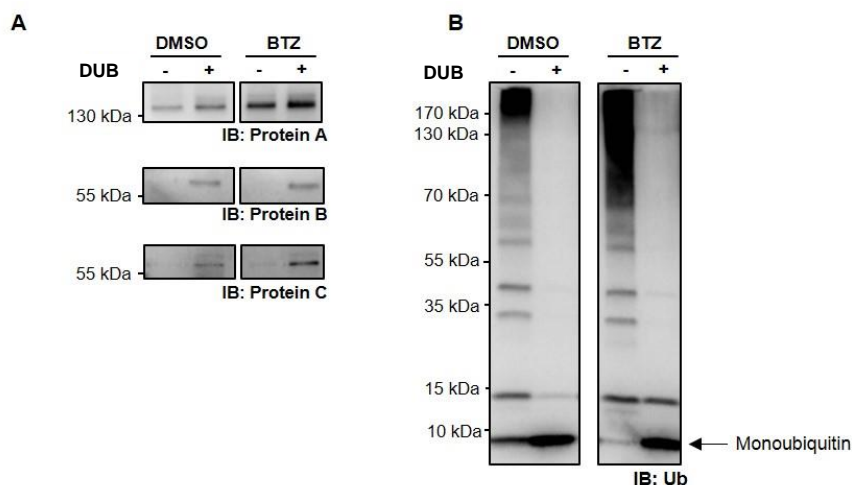 A
DMSO BTZ
DUB - + - +
130 kDa
IB: Protein A
55 kDa
IB: Protein B
55 kDa
IB: Protein C
B
DMSO BTZ
DUB - + - +
170 kDa
130 kDa
70 kDa
55 kDa
35 kDa
15 kDa
10 kDa
Monoubiquitin
IB: Ub